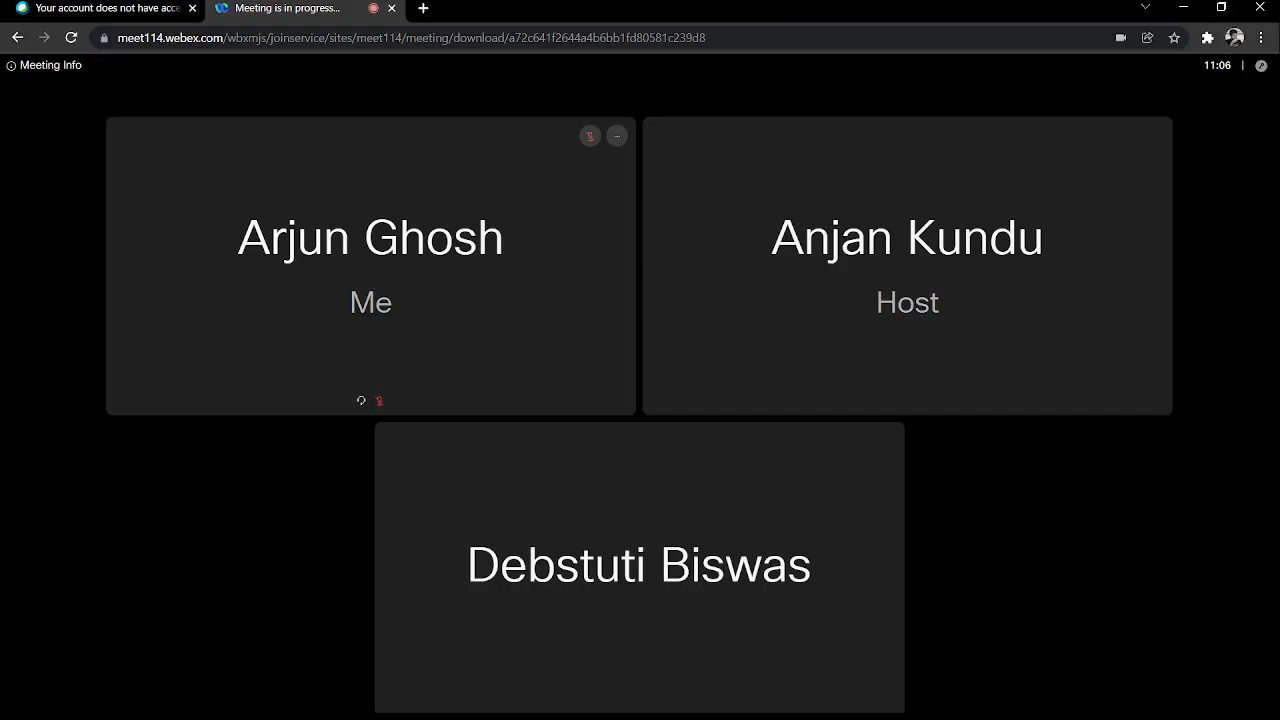 Your account does not have acce
Meeting is in progress...
meet114.webex.com/wbxmjs/joinservice/sites/meet114/meeting/download/a72c641f2644a4b6bb1fd80581c239d8
Meeting Info
11:06
Arjun Ghosh
Me
Anjan Kundu
Host
Debstuti Biswas